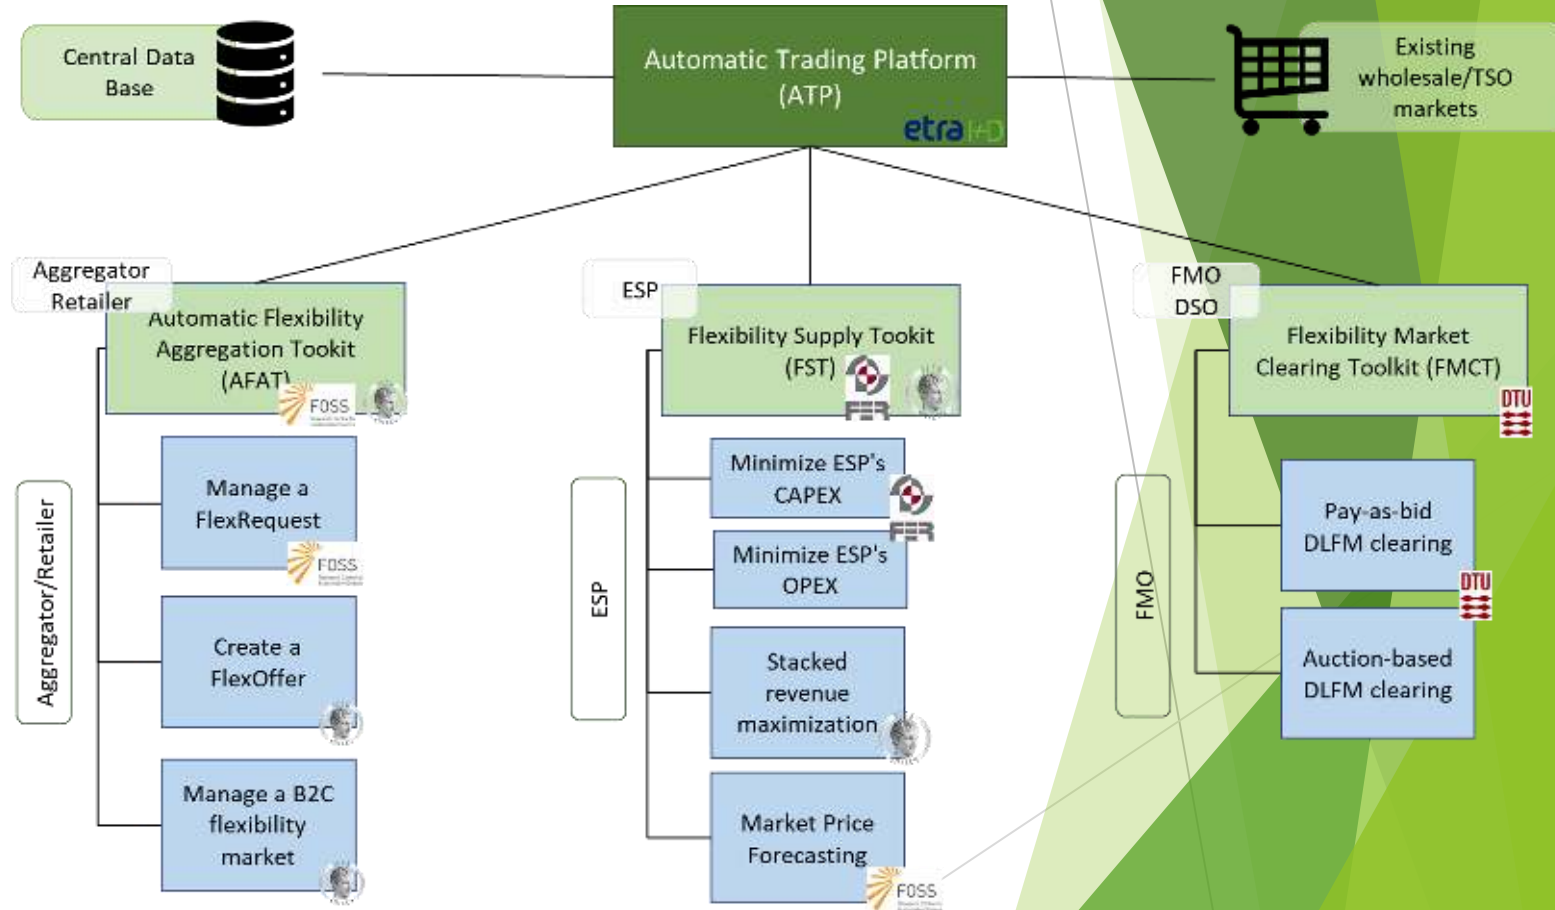 Central Data
Base
Automatic Trading Platform
(ATP)
etra I+D
Existing
wholesale/TSO
markets
Aggregator
Retailer
Automatic Flexibility
Aggregation Tookit
(AFAT)
FOSS
ESP
Flexibility Supply Tookit
(FST)
FER
FMO
DSO
Flexibility Market
Clearing Toolkit (FMCT)
DTU
Aggregator/Retailer
Manage a
FlexRequest
FOSS
Create a
FlexOffer
Manage a B2C
flexibility
market
ESP
Minimize ESP's
CAPEX
FER
Minimize ESP's
OPEX
Stacked
revenue
maximization
Market Price
Forecasting
FOSS
FMO
Pay-as-bid
DLFM clearing
DTU
Auction-based
DLFM clearing